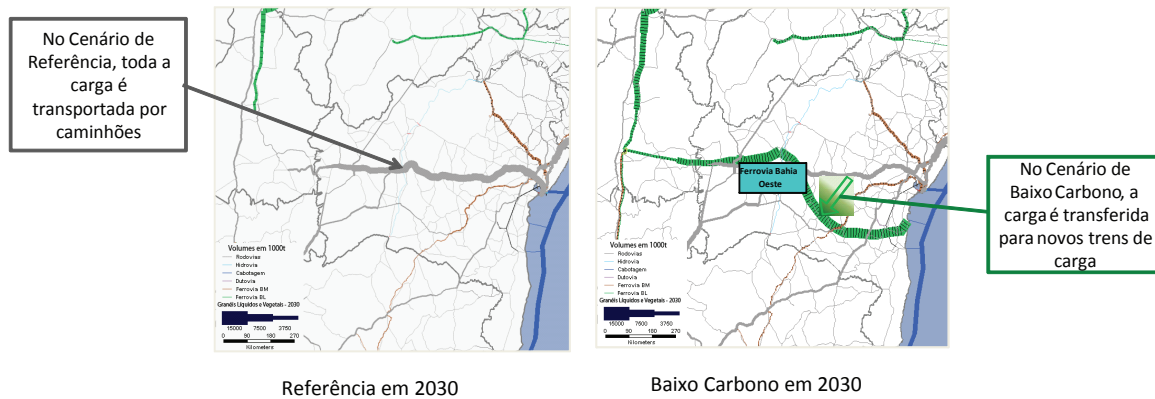 No Cenário de
Referência, toda a
carga é
transportada por
caminhões
Volumes em 1000t
Rodovias
Hidrovia
Cabotagem
Dutovia
Ferrovia BM
Ferrovia BL
Granéis Líquidos e Vegetais - 2030
15000 7500 3750
0 90 180 270
Kilometers
Referência em 2030
Ferrovia Bahia
Oeste
Volumes em 1000t
Rodovias
Hidrovia
Cabotagem
Dutovia
Ferrovia BM
Ferrovia BL
Granéis Líquidos e Vegetais - 2030
15000 7500 3750
0 90 180 270
Kilometers
Baixo Carbono em 2030
No Cenário de
Baixo Carbono, a
carga é transferida
para novos trens de
carga